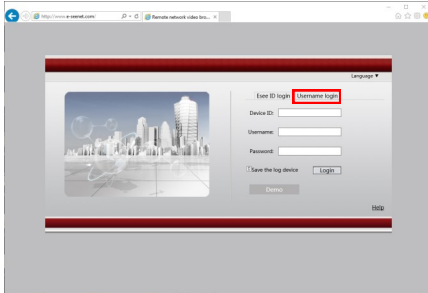 http://www.e-seenet.com/
Remote network video bro...
Language ▼
Esee ID login Username login
Device ID:
Username:
Password:
Save the log device Login
Demo
Help